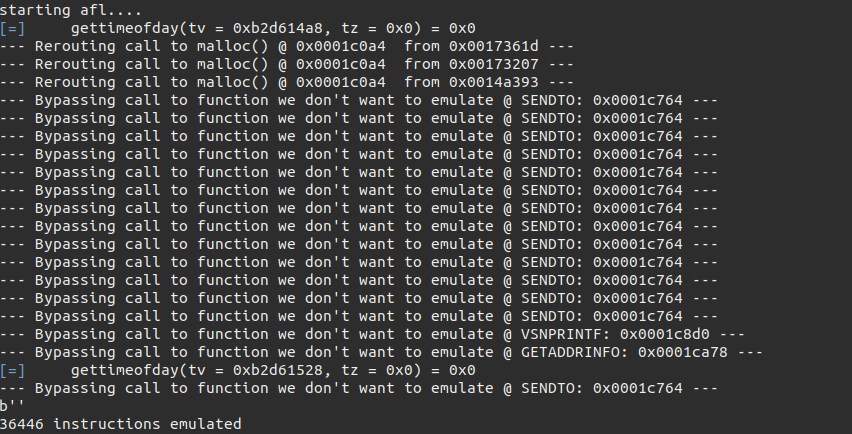 starting afl....
[=]     gettimeofday(tv = 0xb2d614a8, tz = 0x0) = 0x0
--- Rerouting call to malloc() @ 0x0001c0a4  from 0x0017361d ---
--- Rerouting call to malloc() @ 0x0001c0a4  from 0x00173207 ---
--- Rerouting call to malloc() @ 0x0001c0a4  from 0x0014a393 ---
--- Bypassing call to function we don't want to emulate @ SENDTO: 0x0001c764 ---
--- Bypassing call to function we don't want to emulate @ SENDTO: 0x0001c764 ---
--- Bypassing call to function we don't want to emulate @ SENDTO: 0x0001c764 ---
--- Bypassing call to function we don't want to emulate @ SENDTO: 0x0001c764 ---
--- Bypassing call to function we don't want to emulate @ SENDTO: 0x0001c764 ---
--- Bypassing call to function we don't want to emulate @ SENDTO: 0x0001c764 ---
--- Bypassing call to function we don't want to emulate @ SENDTO: 0x0001c764 ---
--- Bypassing call to function we don't want to emulate @ SENDTO: 0x0001c764 ---
--- Bypassing call to function we don't want to emulate @ SENDTO: 0x0001c764 ---
--- Bypassing call to function we don't want to emulate @ SENDTO: 0x0001c764 ---
--- Bypassing call to function we don't want to emulate @ SENDTO: 0x0001c764 ---
--- Bypassing call to function we don't want to emulate @ SENDTO: 0x0001c764 ---
--- Bypassing call to function we don't want to emulate @ SENDTO: 0x0001c764 ---
--- Bypassing call to function we don't want to emulate @ VSNPRINTF: 0x0001c8d0 ---
--- Bypassing call to function we don't want to emulate @ GETADDRINFO: 0x0001ca78 ---
[=]     gettimeofday(tv = 0xb2d61528, tz = 0x0) = 0x0
--- Bypassing call to function we don't want to emulate @ SENDTO: 0x0001c764 ---
b''
36446 instructions emulated